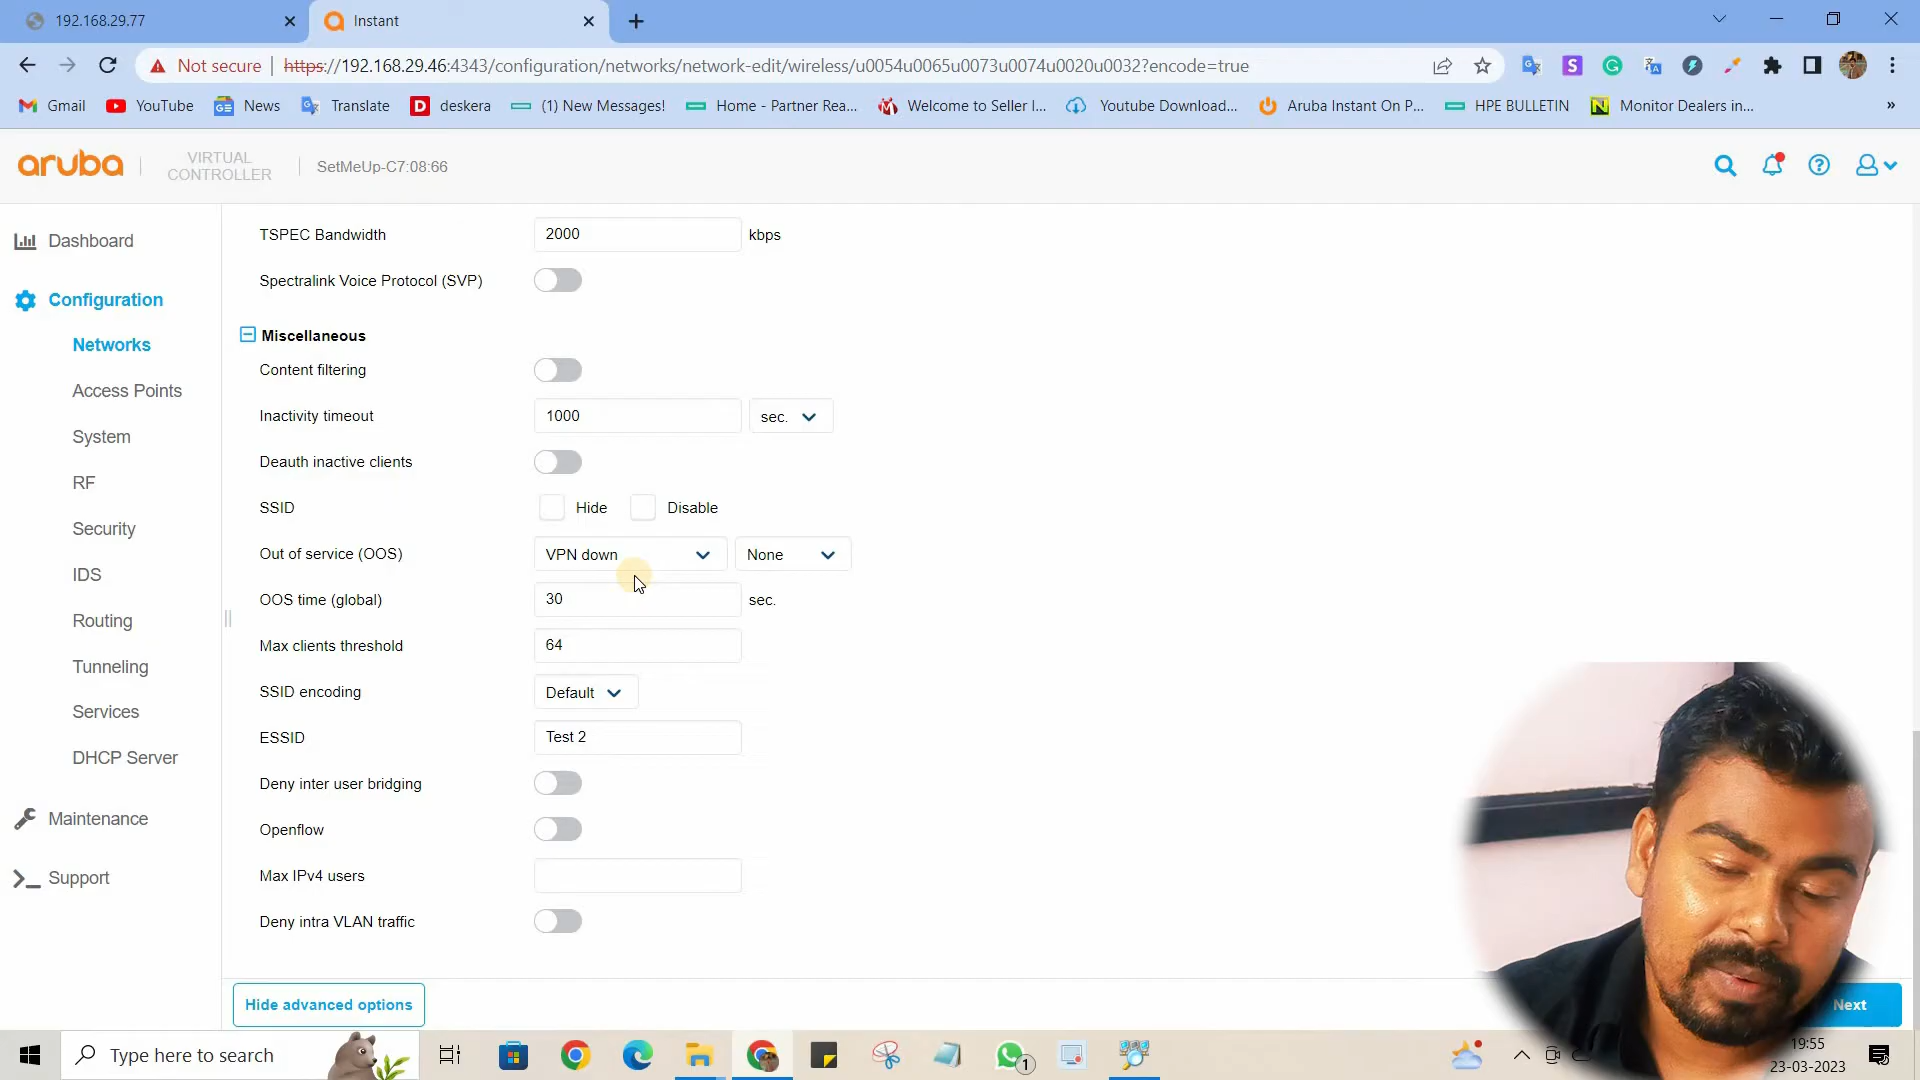 192.168.29.77
Instant
Not secure https://192.168.29.46:4343/configuration/networks/network-edit/wireless/u0054u0065u0073u0074u0020u0032?encode=true
Gmail YouTube News Translate deskera (1) New Messages! Home - Partner Rea... Welcome to Seller I... Youtube Download... Aruba Instant On P... HPE BULLETIN Monitor Dealers in... »
aruba VIRTUAL CONTROLLER SetMeUp-C7:08:66
Dashboard
Configuration
Networks
Access Points
System
RF
Security
IDS
Routing
Tunneling
Services
DHCP Server
Maintenance
Support
TSPEC Bandwidth 2000 kbps
Spectralink Voice Protocol (SVP)
Miscellaneous
Content filtering
Inactivity timeout 1000 sec.
Deauth inactive clients
SSID Hide Disable
Out of service (OOS) VPN down None
OOS time (global) 30 sec.
Max clients threshold 64
SSID encoding Default
ESSID Test 2
Deny inter user bridging
Openflow
Max IPv4 users
Deny intra VLAN traffic
Hide advanced options
Next
Type here to search
1
19:55
23-03-2023